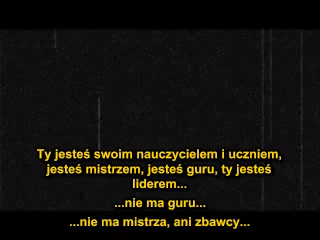 Ty jesteś swoim nauczycielem i uczniem,
jesteś mistrzem, jesteś guru, ty jesteś
liderem...
...nie ma guru...
...nie ma mistrza, ani zbawcy...